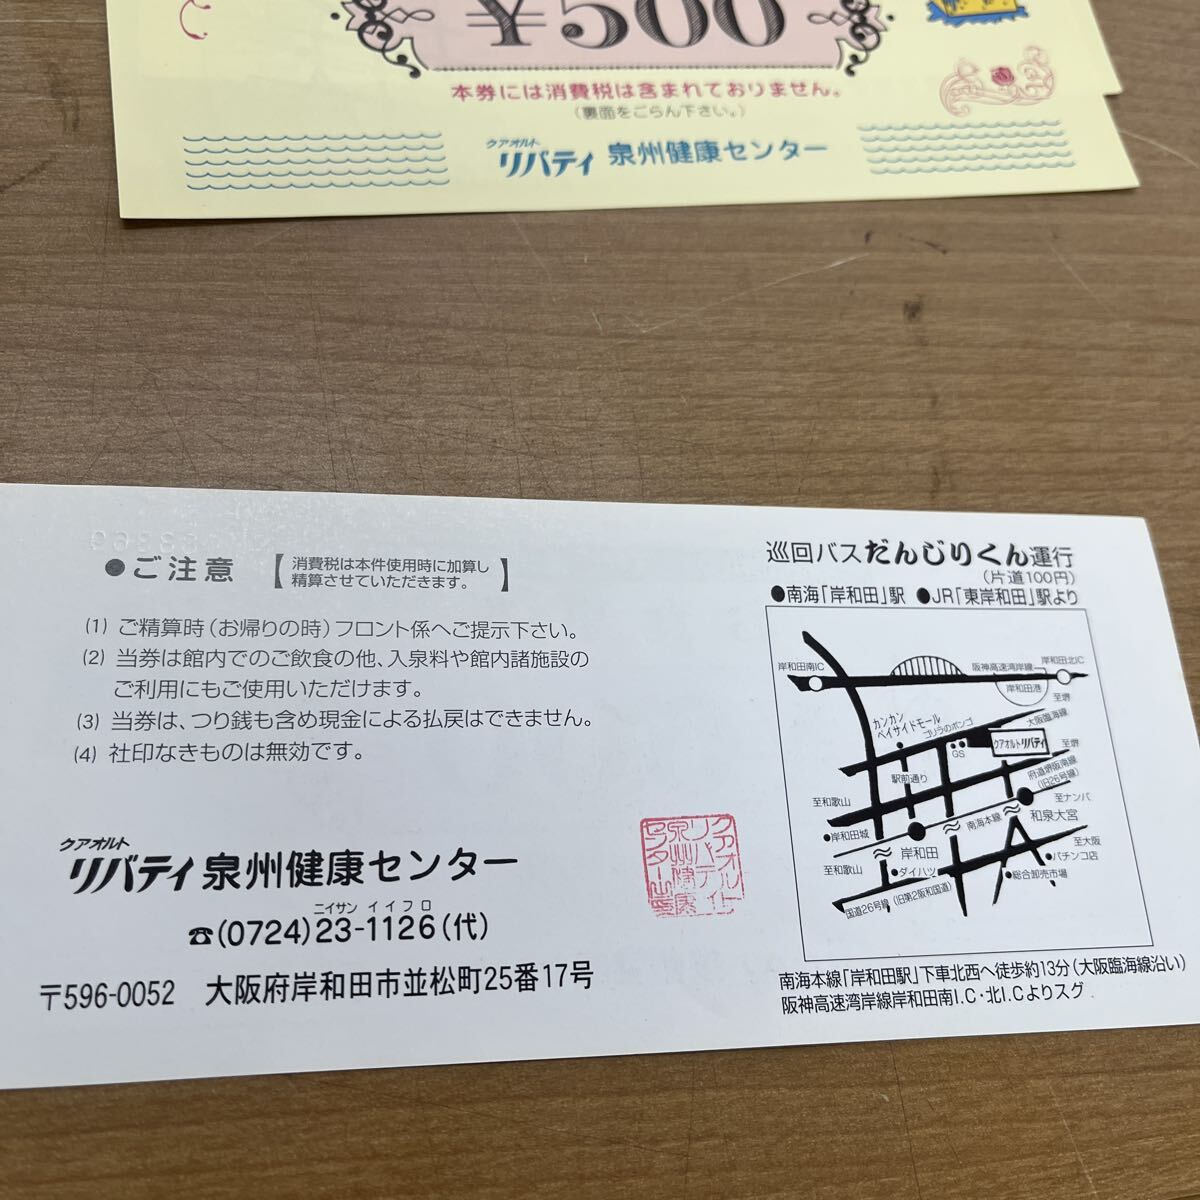 ¥500
本券には消費税は含まれておりません。
(裏面をごらん下さい。)
クアオルト
リバティ 泉州健康センター
●ご注意
【消費税は本件使用時に加算し
精算させていただきます。】
(1) ご精算時(お帰りの時)フロント係へご提示下さい。
(2) 当券は館内でのご飲食の他、入泉料や館内諸施設の
ご利用にもご使用いただけます。
(3) 当券は、つり銭も含め現金による払戻はできません。
(4) 社印なきものは無効です。
クアオルト
リバティ 泉州健康センター
ニイサン イイフロ
☎(0724)23-1126(代)
〒596-0052 大阪府岸和田市並松町25番17号
巡回バスだんじりくん運行
(片道100円)
●南海「岸和田」駅 ●JR「東岸和田」駅より
岸和田南IC
阪神高速湾岸線
岸和田北IC
岸和田港
至堺
カンカン
ベイサイドモール
ゴリラのボンゴ
大阪臨海線
GS
クアオルトリバティ
至堺
駅前通り
府道堺阪南線
(旧26号線)
至和歌山
至ナンバ
●岸和田城
南海本線
和泉大宮
岸和田
至大阪
至和歌山
●ダイハツ
●パチンコ店
●総合卸売市場
国道26号線(旧第2阪和国道)
南海本線「岸和田駅」下車北西へ徒歩約13分(大阪臨海線沿い)
阪神高速湾岸線岸和田南I.C・北I.Cよりスグ